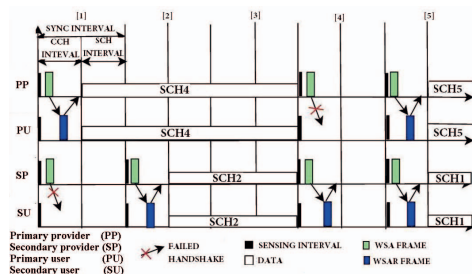 [1] [2] [3] [4] [5]
SYNC INTERVAL
CCH SCH
INTEVAL INTERVAL
PP SCH4 SCH5
PU SCH4 SCH5
SP SCH2 SCH1
SU SCH2 SCH1
Primary provider (PP)
Secondary provider (SP)
Primary user (PU)
Secondary user (SU)
FAILED HANDSHAKE
SENSING INTERVAL
DATA
WSA FRAME
WSAR FRAME